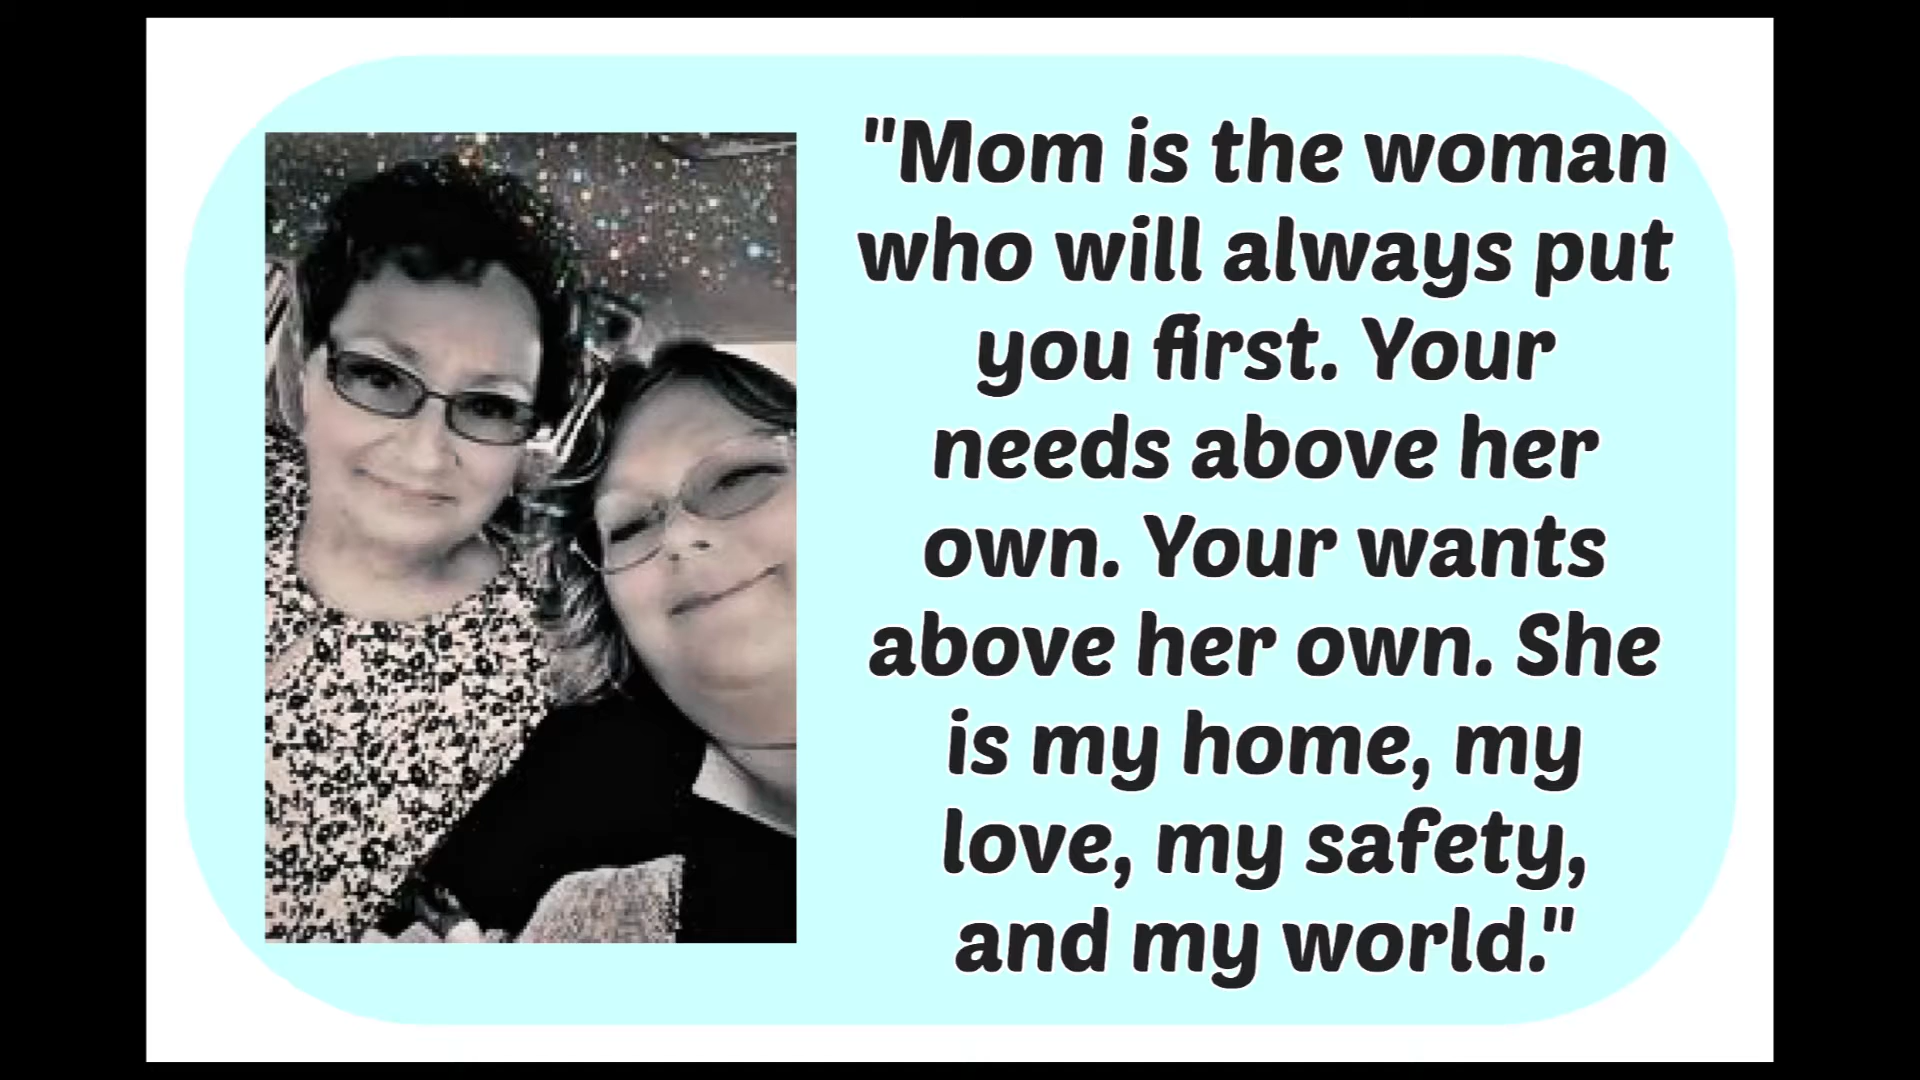 "Mom is the woman
who will always put
you first. Your
needs above her
own. Your wants
above her own. She
is my home, my
love, my safety,
and my world."